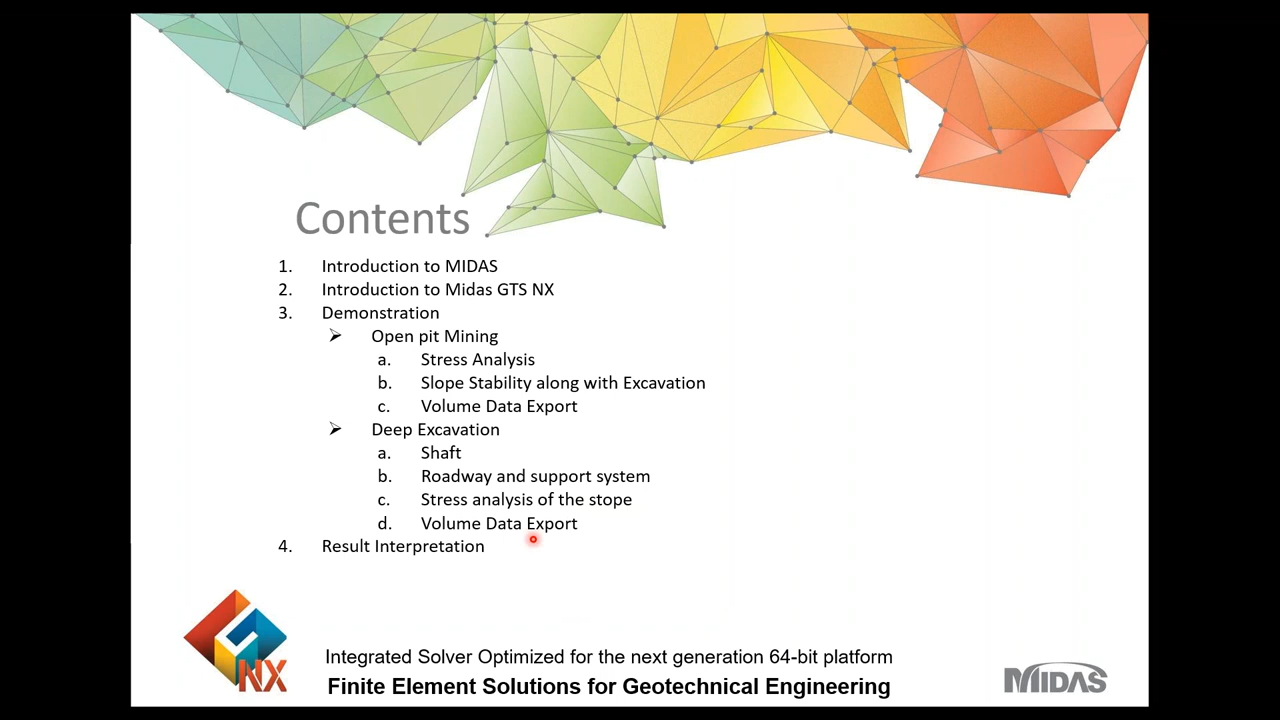 Contents
1. Introduction to MIDAS
2. Introduction to Midas GTS NX
3. Demonstration
➢ Open pit Mining
a. Stress Analysis
b. Slope Stability along with Excavation
c. Volume Data Export
➢ Deep Excavation
a. Shaft
b. Roadway and support system
c. Stress analysis of the stope
d. Volume Data Export
4. Result Interpretation
NX
Integrated Solver Optimized for the next generation 64-bit platform
Finite Element Solutions for Geotechnical Engineering
MIDAS